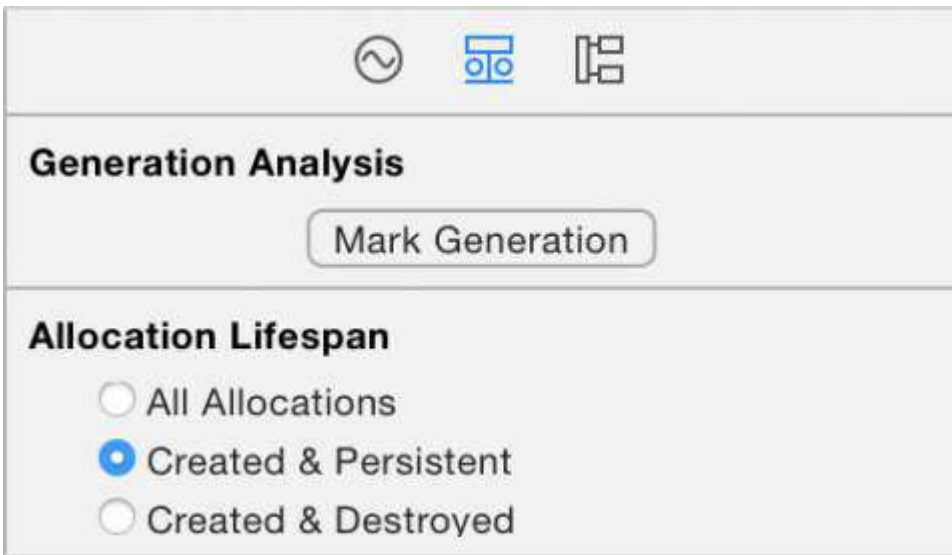 Generation Analysis
Mark Generation
Allocation Lifespan
All Allocations
Created & Persistent
Created & Destroyed